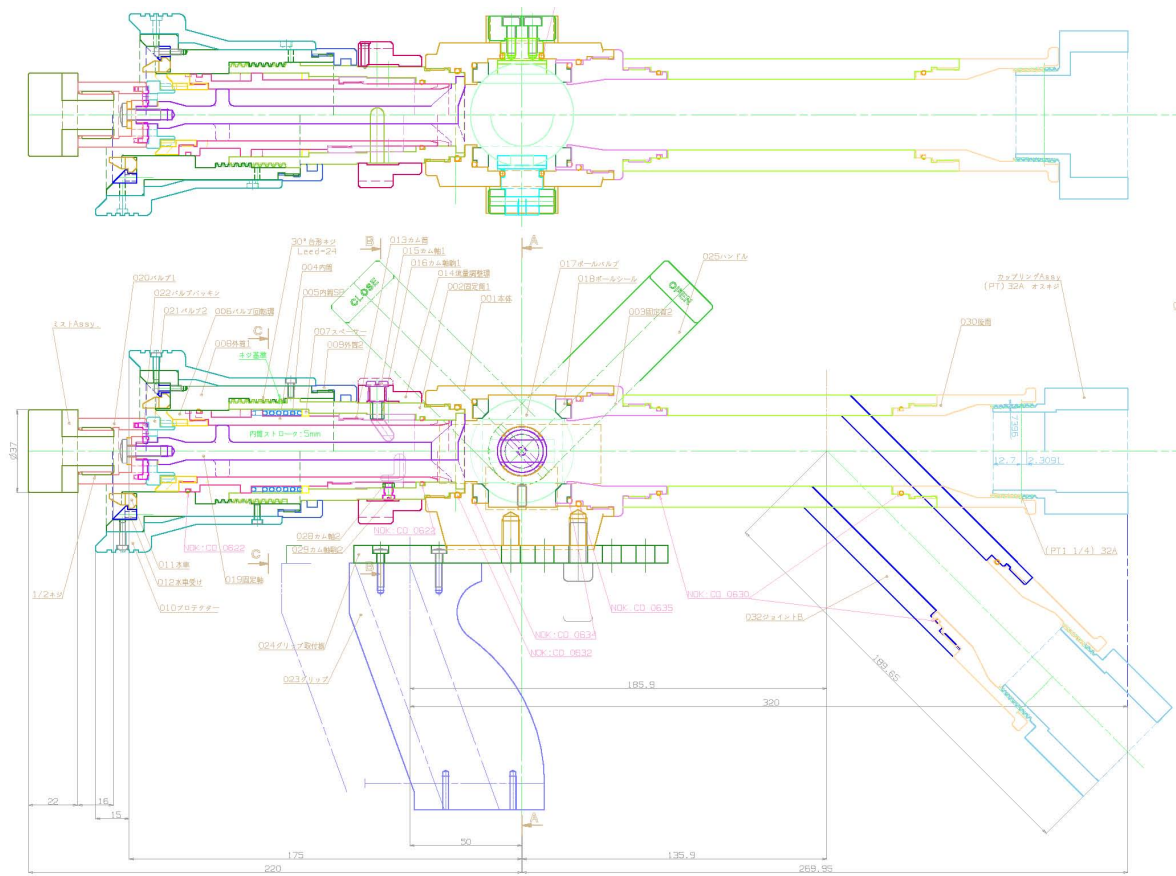 30°台形ネジ
Leed=24
B
013カム筒
015カム軸1
016カム軸駒1
014流量調整環
002固定筒1
001本体
A
017ボールバルブ
018ボールシール
025ハンドル
カップリングAssy
(PT) 32A オスネジ
020バルブ1
004内筒
022バルブパッキン
005内筒SP
CLOSE
OPEN
021バルブ2
006バルブ回転環
007スペーサー
003固定筒2
ミストAssy
C
008外筒1
009外筒2
030後筒
ネジ基準
Ø37
内筒ストローク:5mm
12.7
2.3091
NOK:CO 0622
NOK:CO 0623
028カム軸2
029カム軸駒2
(PT1 1/4) 32A
C
B
011水車
012水車受け
019固定軸
1/2ネジ
010プロテクター
NOK:CO 0630
NOK:CO 0635
032ジョイントB
NOK:CO 0634
024グリップ取付板
NOK:CO 0632
023グリップ
189.65
185.9
320
22
16
15
A
50
175
135.9
220
269.95